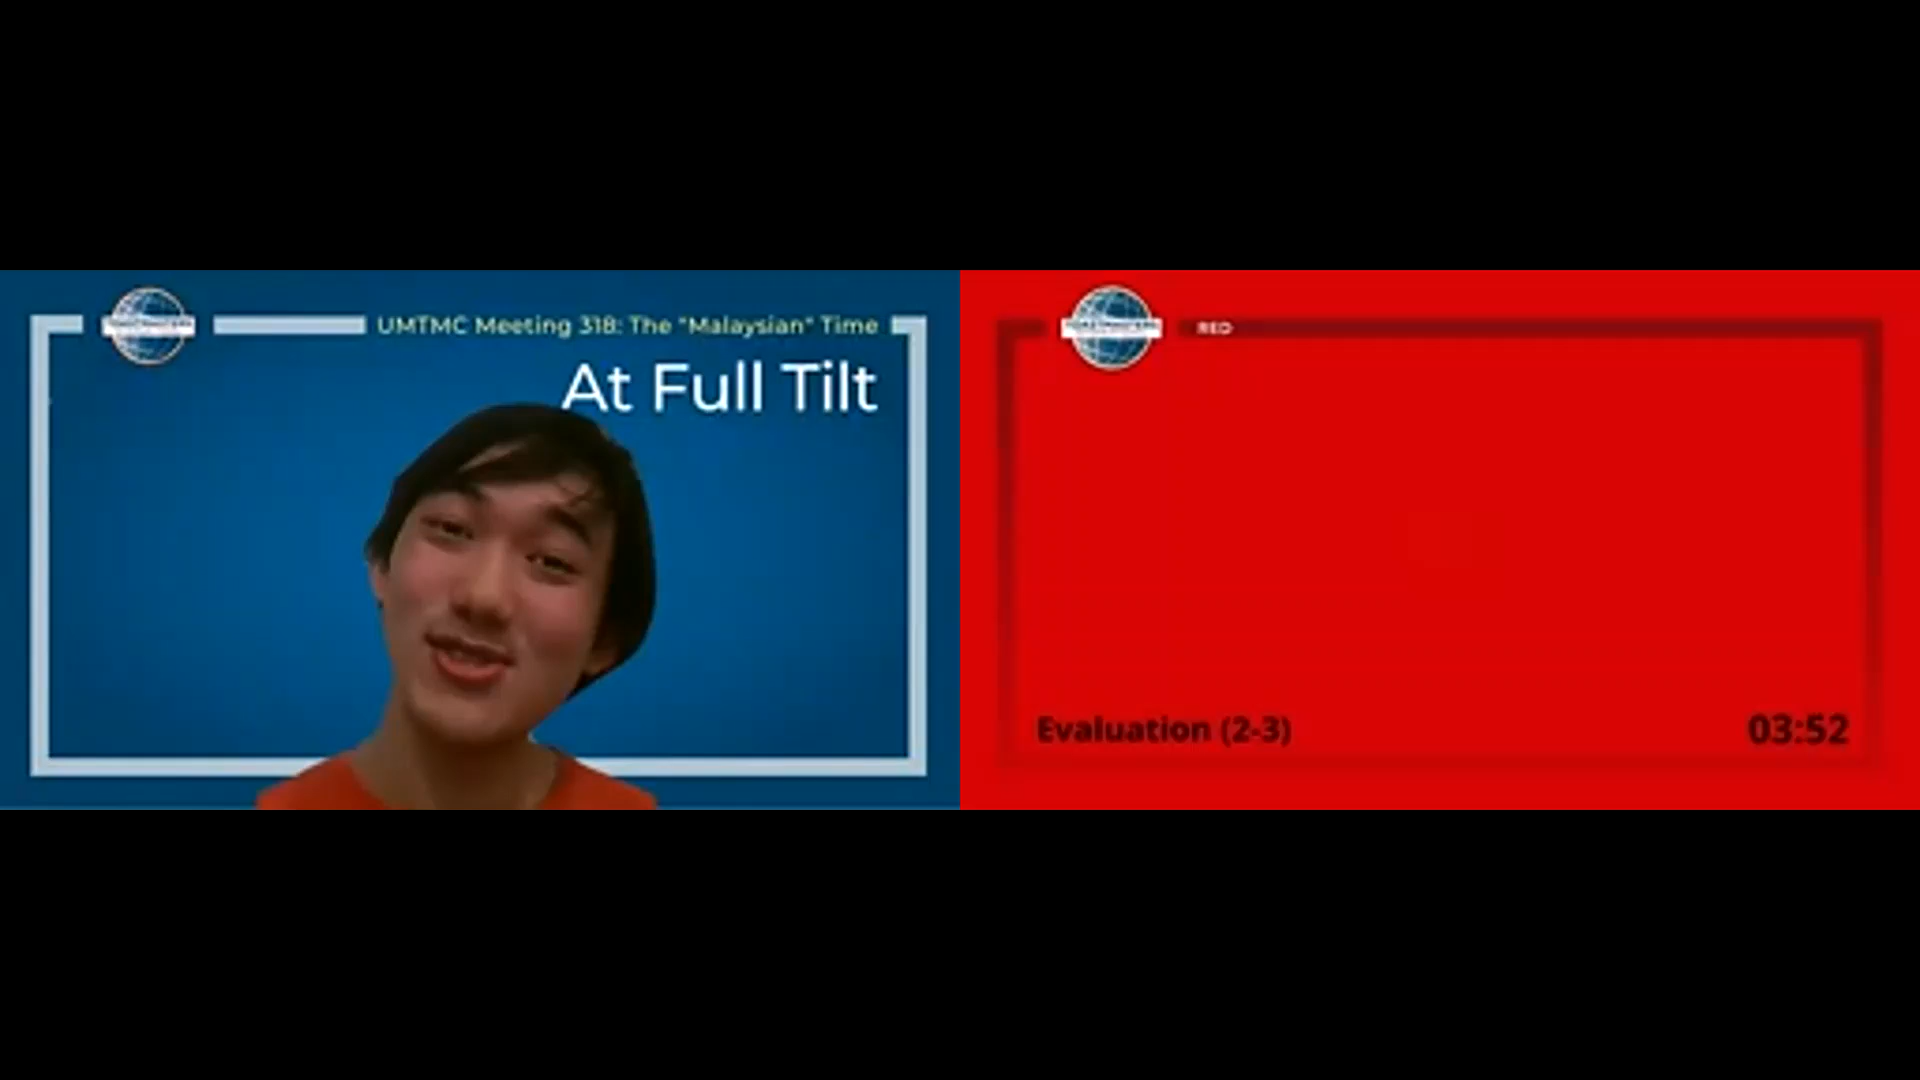 UMTMC Meeting 318: The "Malaysian" Time
At Full Tilt
RED
Evaluation (2-3)
03:52